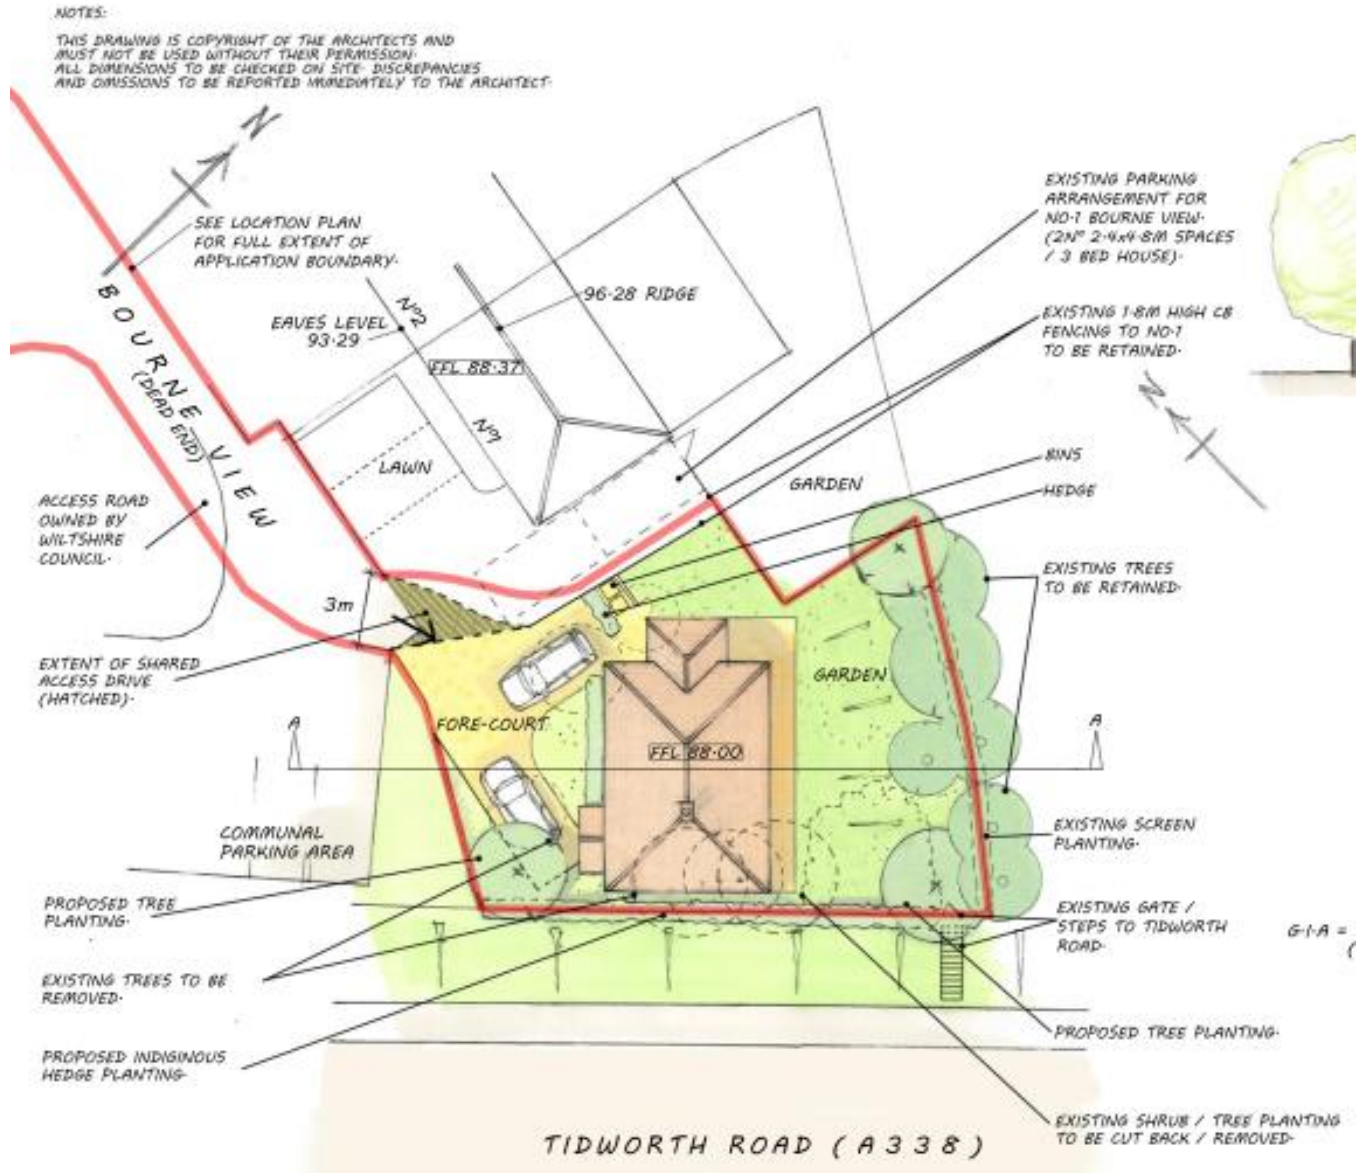 NOTES:
THIS DRAWING IS COPYRIGHT OF THE ARCHITECTS AND
MUST NOT BE USED WITHOUT THEIR PERMISSION.
ALL DIMENSIONS TO BE CHECKED ON SITE. DISCREPANCIES
AND OMISSIONS TO BE REPORTED IMMEDIATELY TO THE ARCHITECT.
N
SEE LOCATION PLAN
FOR FULL EXTENT OF
APPLICATION BOUNDARY.
EXISTING PARKING
ARRANGEMENT FOR
NO.1 BOURNE VIEW.
(2Nº 2.4x4.8M SPACES
/ 3 BED HOUSE).
BOURNE VIEW
(DEAD END)
EAVES LEVEL
93.29
Nº2
96.28 RIDGE
FFL 88.37
Nº1
EXISTING 1.8M HIGH CB
FENCING TO NO.1
TO BE RETAINED.
N
LAWN
BINS
GARDEN
HEDGE
ACCESS ROAD
OWNED BY
WILTSHIRE
COUNCIL.
EXISTING TREES
TO BE RETAINED.
3m
EXTENT OF SHARED
ACCESS DRIVE
(HATCHED).
GARDEN
FORE-COURT
A
A
FFL 88.00
COMMUNAL
PARKING AREA
EXISTING SCREEN
PLANTING.
PROPOSED TREE
PLANTING.
EXISTING GATE /
STEPS TO TIDWORTH
ROAD.
G.I.A =
(
EXISTING TREES TO BE
REMOVED.
PROPOSED TREE PLANTING.
PROPOSED INDIGINOUS
HEDGE PLANTING.
EXISTING SHRUB / TREE PLANTING
TO BE CUT BACK / REMOVED.
TIDWORTH ROAD (A338)